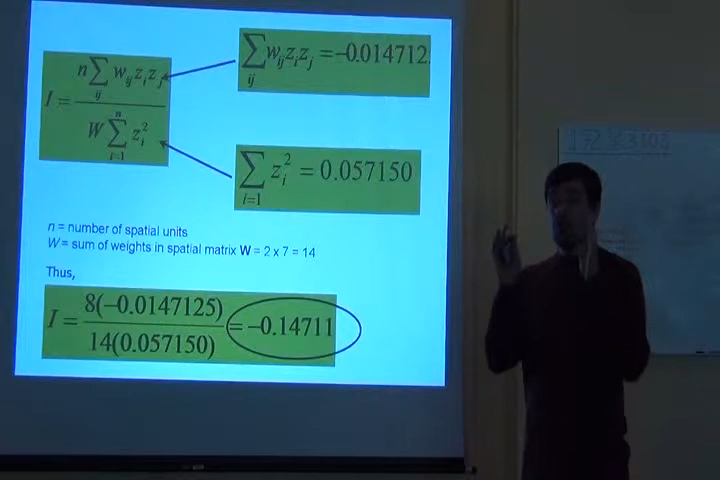 I = n∑ij wij zi zj / W∑i=1n zi2
∑ij wij zi zj = −0.014712
∑i=1 zi2 = 0.057150
n = number of spatial units
W = sum of weights in spatial matrix W = 2 x 7 = 14
Thus,
I = 8(−0.0147125) / 14(0.057150) = −0.14711